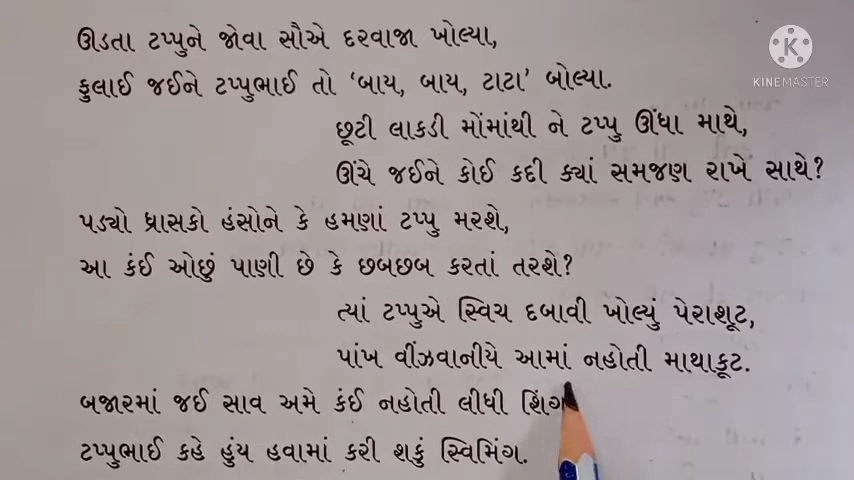 ઊડતા ટપ્પુને જોવા સૌએ દરવાજા ખોલ્યા,
ફુલાઈ જઈને ટપ્પુભાઈ તો ‘બાય, બાય, ટાટા’ બોલ્યા.
છૂટી લાકડી મોંમાંથી ને ટપ્પુ ઊંધા માથે,
ઊંચે જઈને કોઈ કદી ક્યાં સમજણ રાખે સાથે?
પડ્યો ધ્રાસકો હંસોને કે હમણાં ટપ્પુ મરશે,
આ કંઈ ઓછું પાણી છે કે છબછબ કરતાં તરશે?
ત્યાં ટપ્પુએ સ્વિચ દબાવી ખોલ્યું પેરાશૂટ,
પાંખ વીંઝવાનીયે આમાં નહોતી માથાકૂટ.
બજારમાં જઈ સાવ અમે કંઈ નહોતી લીધી શિંગ
ટપ્પુભાઈ કહે હુંય હવામાં કરી શકું સ્વિમિંગ.
KINEMASTER